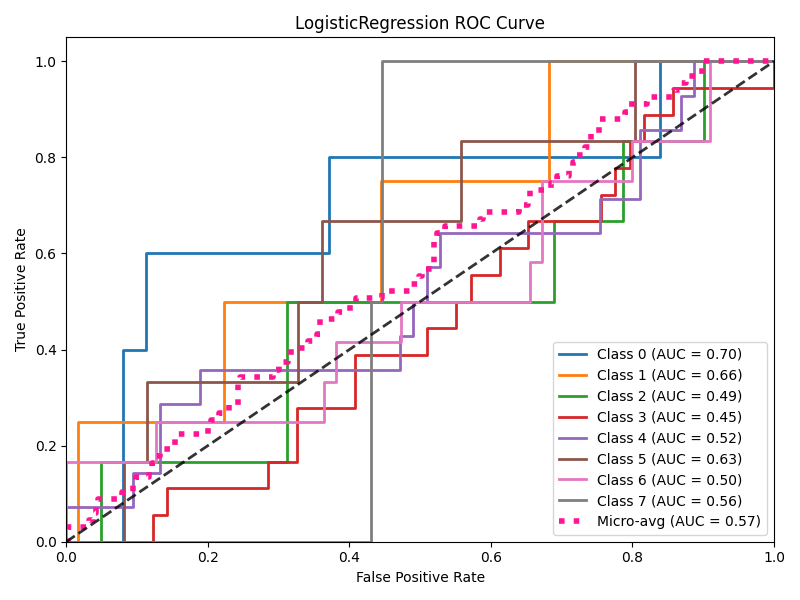 LogisticRegression ROC Curve
True Positive Rate
1.0
0.8
0.6
0.4
0.2
0.0
Class 0 (AUC = 0.70)
Class 1 (AUC = 0.66)
Class 2 (AUC = 0.49)
Class 3 (AUC = 0.45)
Class 4 (AUC = 0.52)
Class 5 (AUC = 0.63)
Class 6 (AUC = 0.50)
Class 7 (AUC = 0.56)
Micro-avg (AUC = 0.57)
0.0 0.2 0.4 0.6 0.8 1.0
False Positive Rate